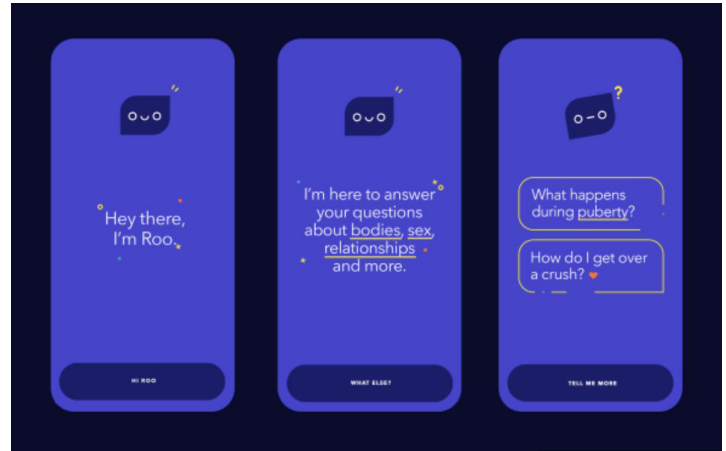 Hey there,
I'm Roo.
HI ROO
I'm here to answer
your questions
about bodies, sex,
relationships
and more.
WHAT ELSE?
?
What happens
during puberty?
How do I get over
a crush?
TELL ME MORE